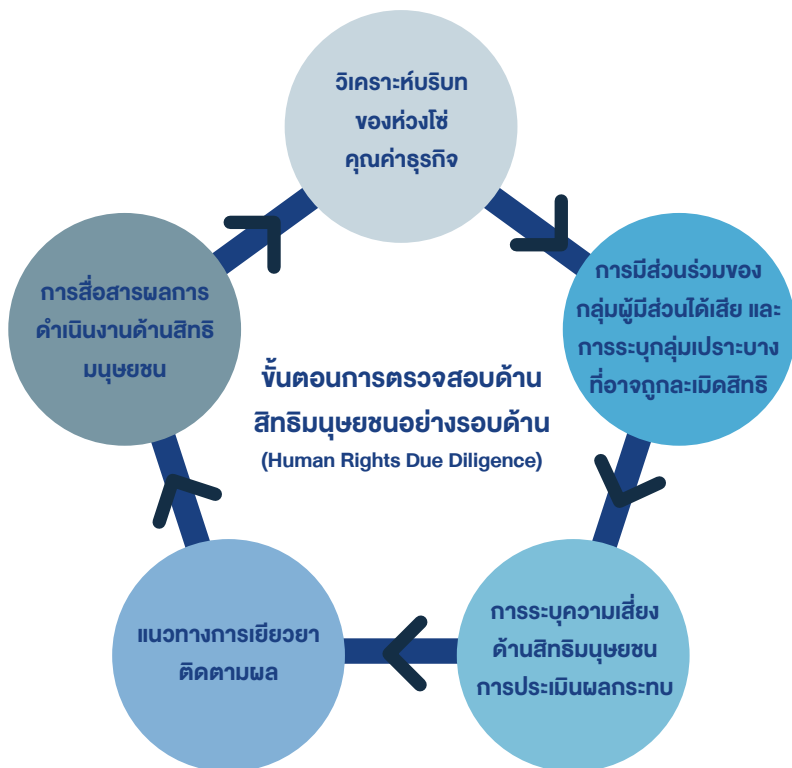 วิเคราะห์บริบท
ของห่วงโซ่
คุณค่าธุรกิจ
การมีส่วนร่วมของ
กลุ่มผู้มีส่วนได้เสีย และ
การระบุกลุ่มเปราะบาง
ที่อาจถูกละเมิดสิทธิ
การระบุความเสี่ยง
ด้านสิทธิมนุษยชน
การประเมินผลกระทบ
แนวทางการเยียวยา
ติดตามผล
การสื่อสารผลการ
ดำเนินงานด้านสิทธิ
มนุษยชน
ขั้นตอนการตรวจสอบด้าน
สิทธิมนุษยชนอย่างรอบด้าน
(Human Rights Due Diligence)